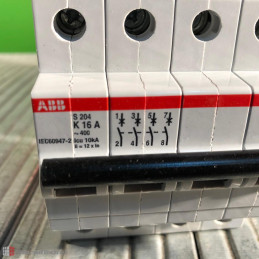 ABB
S 204
K 16 A
~ 400
IEC60947-2 Icu 10kA
1 3 5 7
2 4 6 8